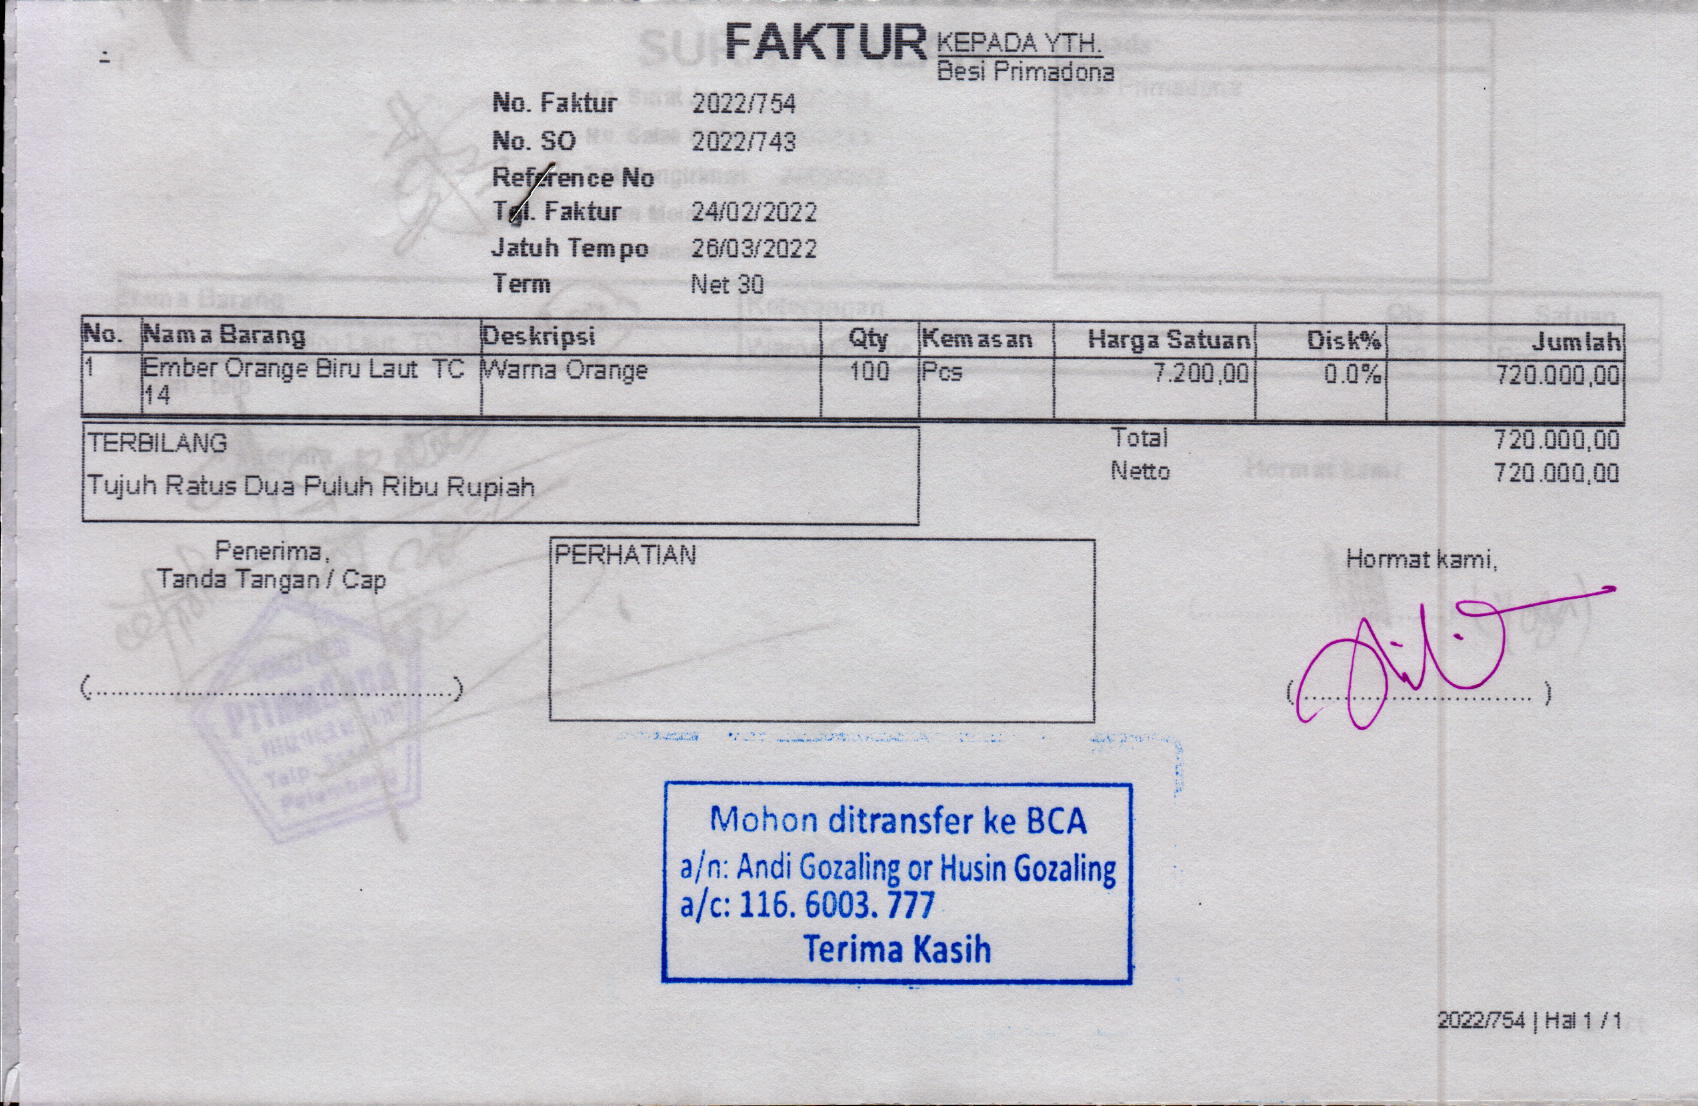 FAKTUR
KEPADA YTH.
Besi Primadona
No. Faktur 2022/754
No. SO 2022/743
Reference No
Tgl. Faktur 24/02/2022
Jatuh Tempo 26/03/2022
Term Net 30
No. Nama Barang Deskripsi Qty Kemasan Harga Satuan Disk% Jumlah
1 Ember Orange Biru Laut TC Warna Orange 100 Pcs 7.200,00 0.0% 720.000,00
14
TERBILANG
Tujuh Ratus Dua Puluh Ribu Rupiah
Total 720.000,00
Netto 720.000,00
Penerima,
Tanda Tangan / Cap
(..........................................)
PERHATIAN
Hormat kami,
(.............................. )
Primadona
Telp.
Palembang
Mohon ditransfer ke BCA
a/n: Andi Gozaling or Husin Gozaling
a/c: 116. 6003. 777
Terima Kasih
2022/754 | Hal 1 / 1